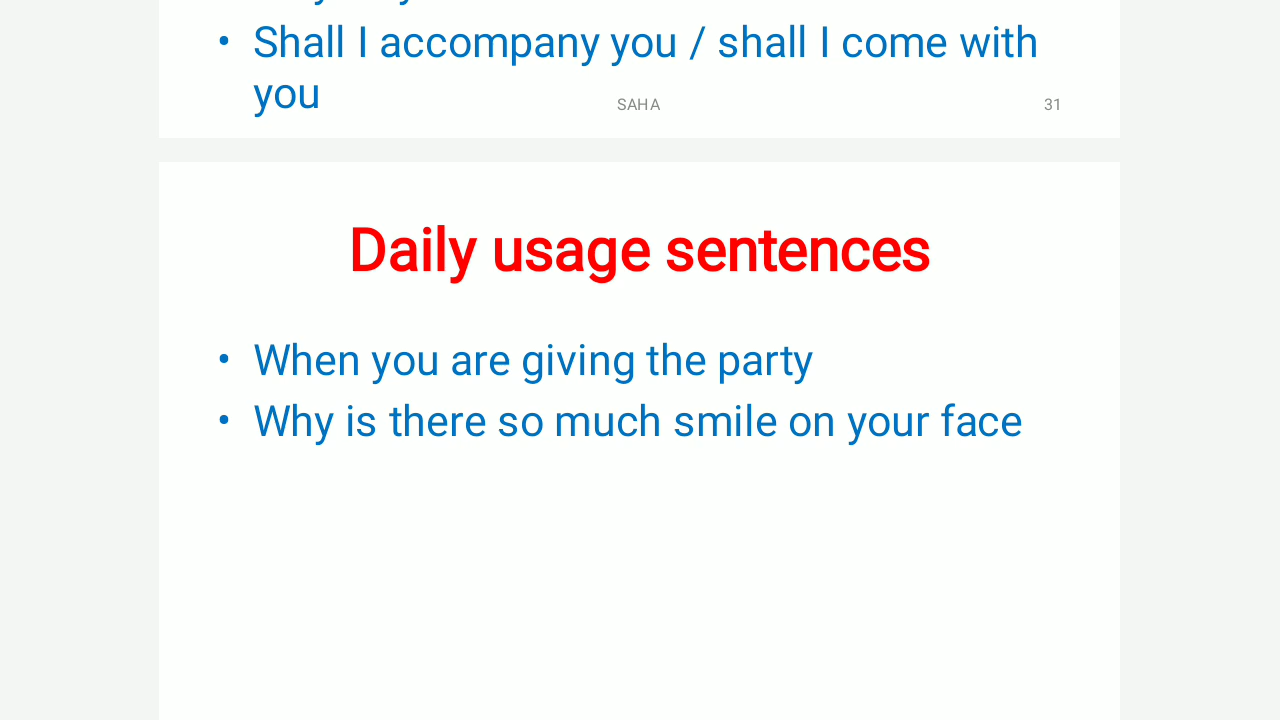 • Shall I accompany you / shall I come with
you
SAHA
31
Daily usage sentences
• When you are giving the party
• Why is there so much smile on your face